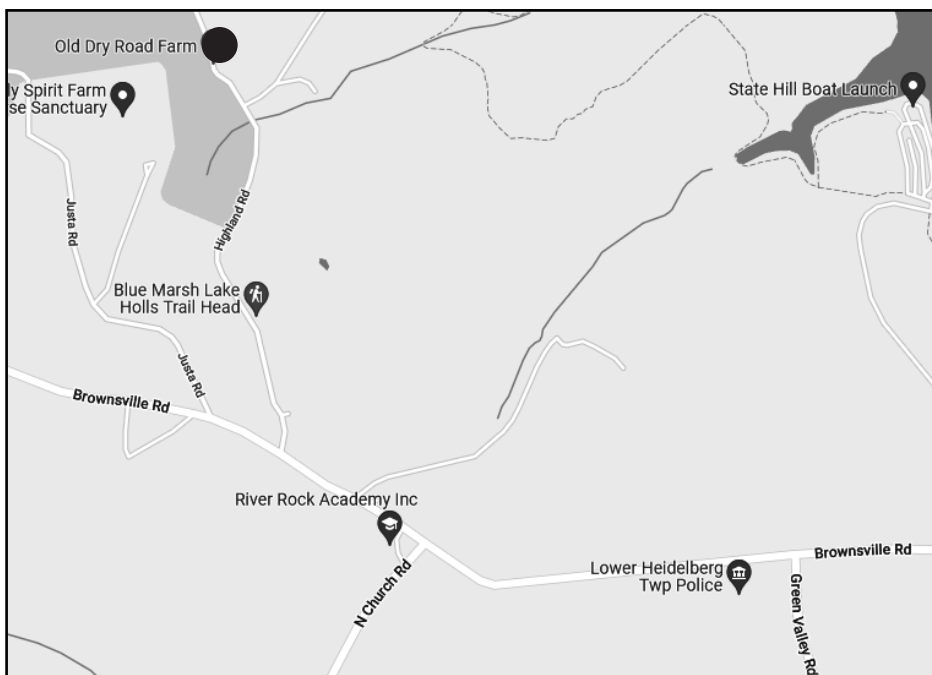 Old Dry Road Farm
ly Spirit Farm
se Sanctuary
State Hill Boat Launch
Justa Rd
Highland Rd
Blue Marsh Lake
Holls Trail Head
Justa Rd
Brownsville Rd
River Rock Academy Inc
N Church Rd
Lower Heidelberg
Twp Police
Brownsville Rd
Green Valley Rd